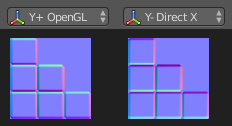 Y+ OpenGL
Y- Direct X